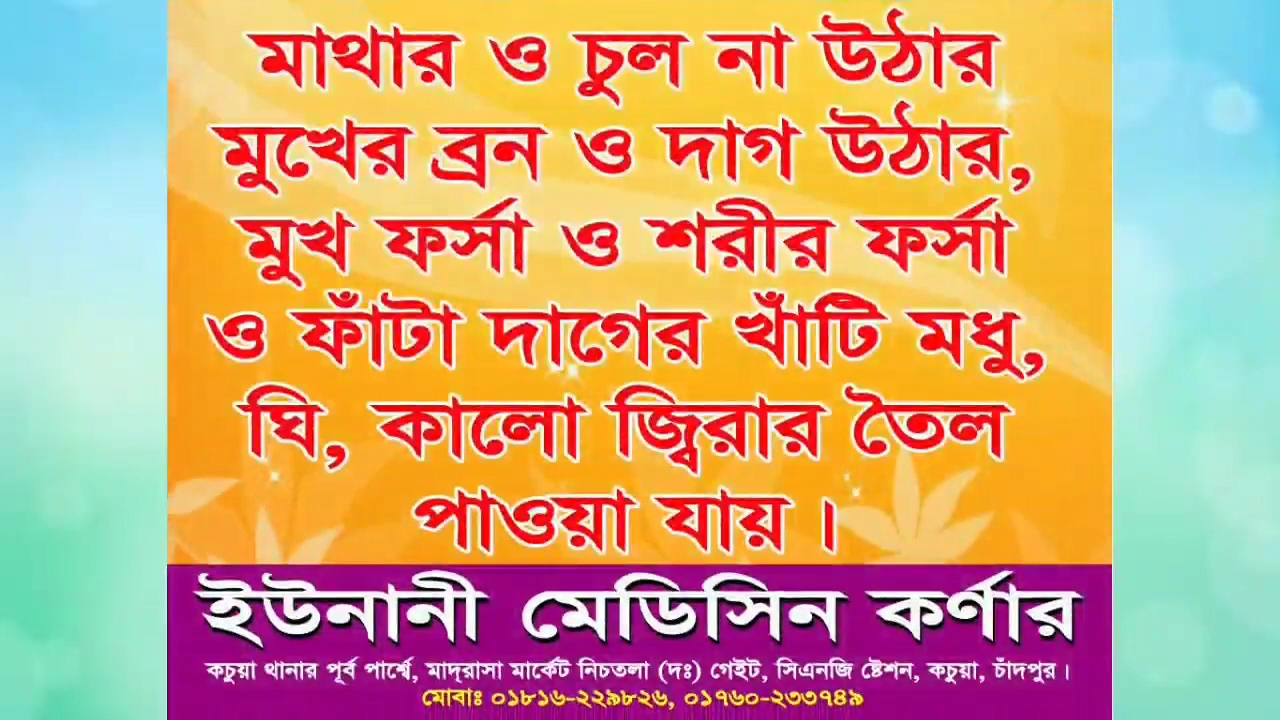 মাথার ও চুল না উঠার
মুখের ব্রন ও দাগ উঠার,
মুখ ফর্সা ও শরীর ফর্সা
ও ফাঁটা দাগের খাঁটি মধু,
ঘি, কালো জ্বিরার তৈল
পাওয়া যায়।
ইউনানী মেডিসিন কর্ণার
কচুয়া থানার পূর্ব পার্শ্বে, মাদ্‌রাসা মার্কেট নিচতলা (দঃ) গেইট, সিএনজি ষ্টেশন, কচুয়া, চাঁদপুর।
মোবাঃ ০১৮১৬-২২৯৮২৬, ০১৭৬০-২৩৩৭৪৯